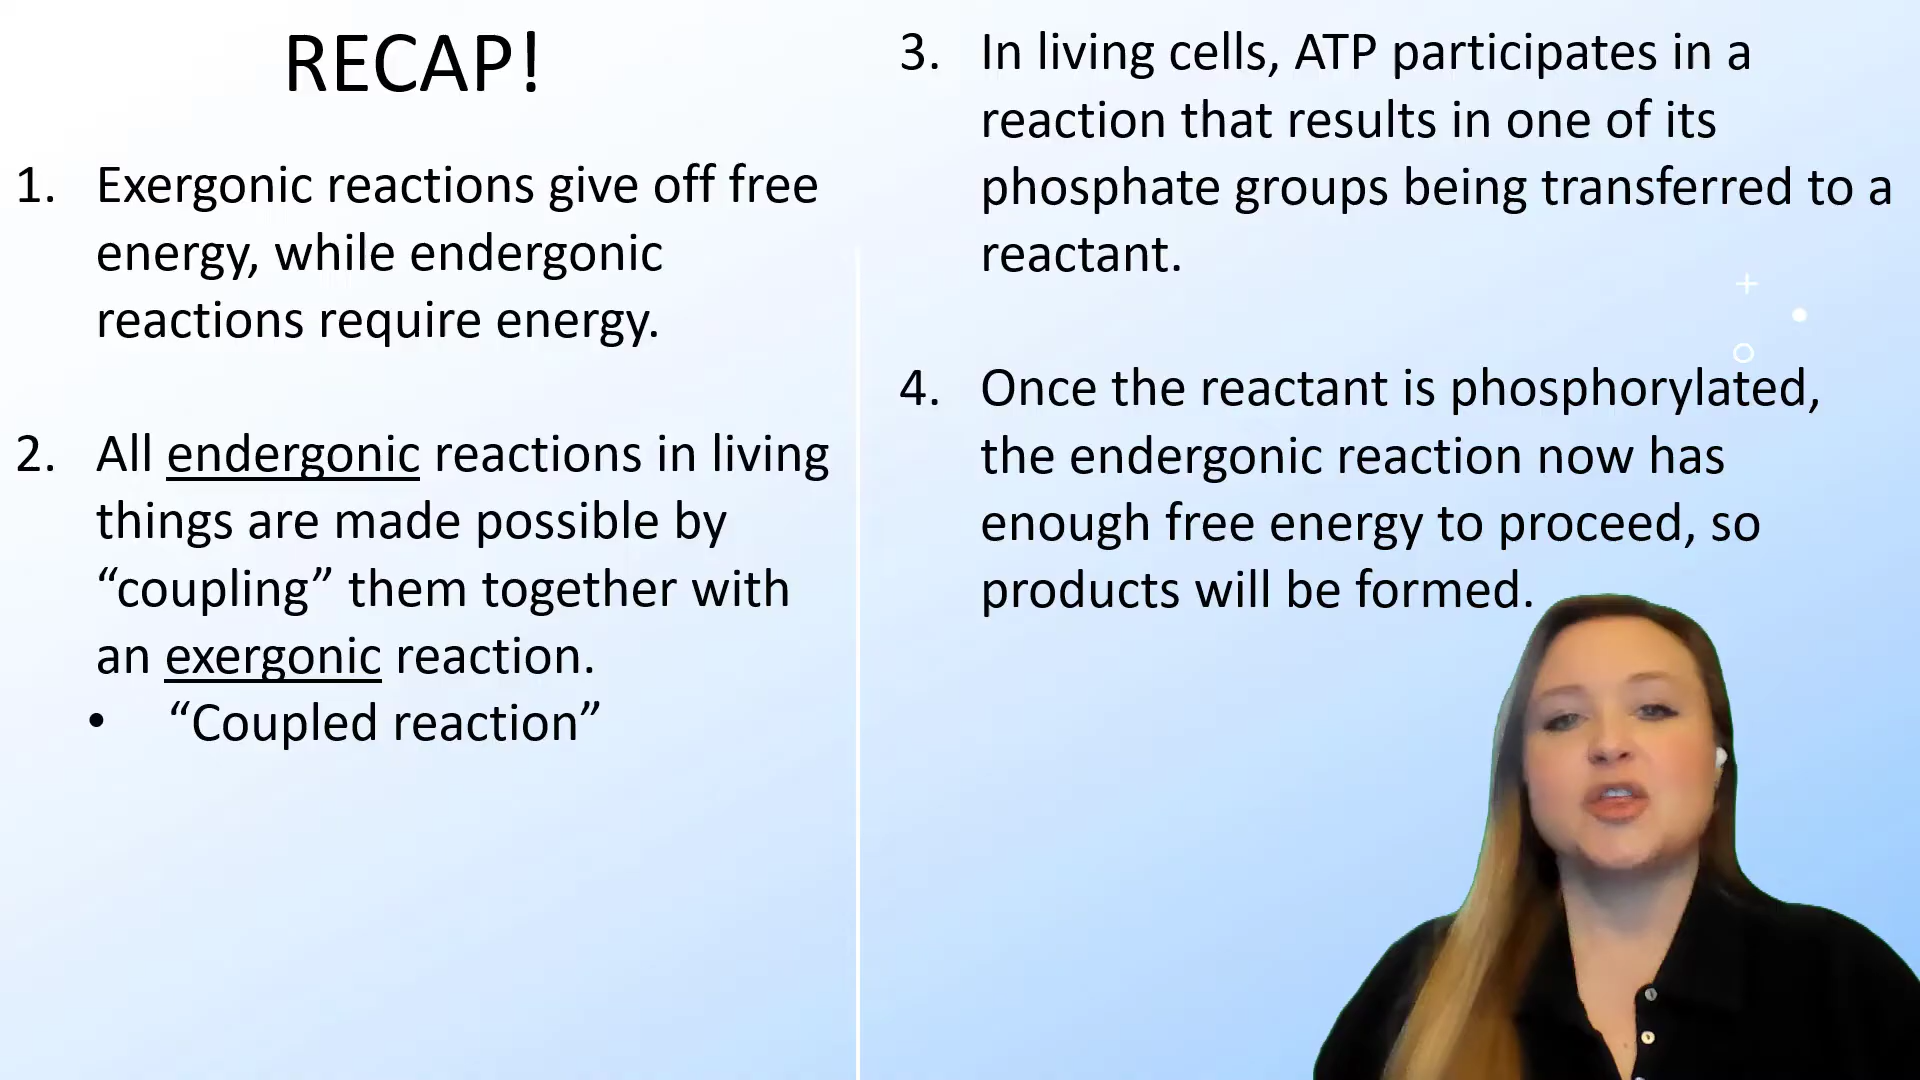 RECAP!
1. Exergonic reactions give off free
energy, while endergonic
reactions require energy.
2. All endergonic reactions in living
things are made possible by
“coupling” them together with
an exergonic reaction.
• “Coupled reaction”
3. In living cells, ATP participates in a
reaction that results in one of its
phosphate groups being transferred to a
reactant.
4. Once the reactant is phosphorylated,
the endergonic reaction now has
enough free energy to proceed, so
products will be formed.